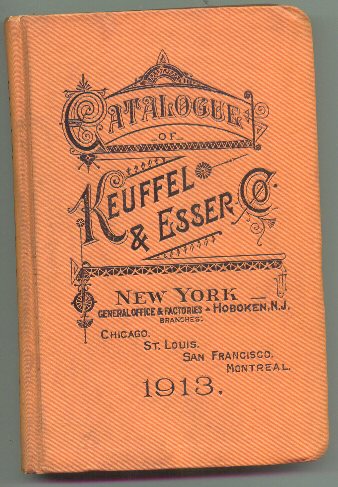 CATALOGUE
OF
KEUFFEL
& ESSER CO.
NEW YORK
GENERAL OFFICE & FACTORIES - HOBOKEN, N.J.
BRANCHES:
CHICAGO.
ST. LOUIS.
SAN FRANCISCO.
MONTREAL.
1913.